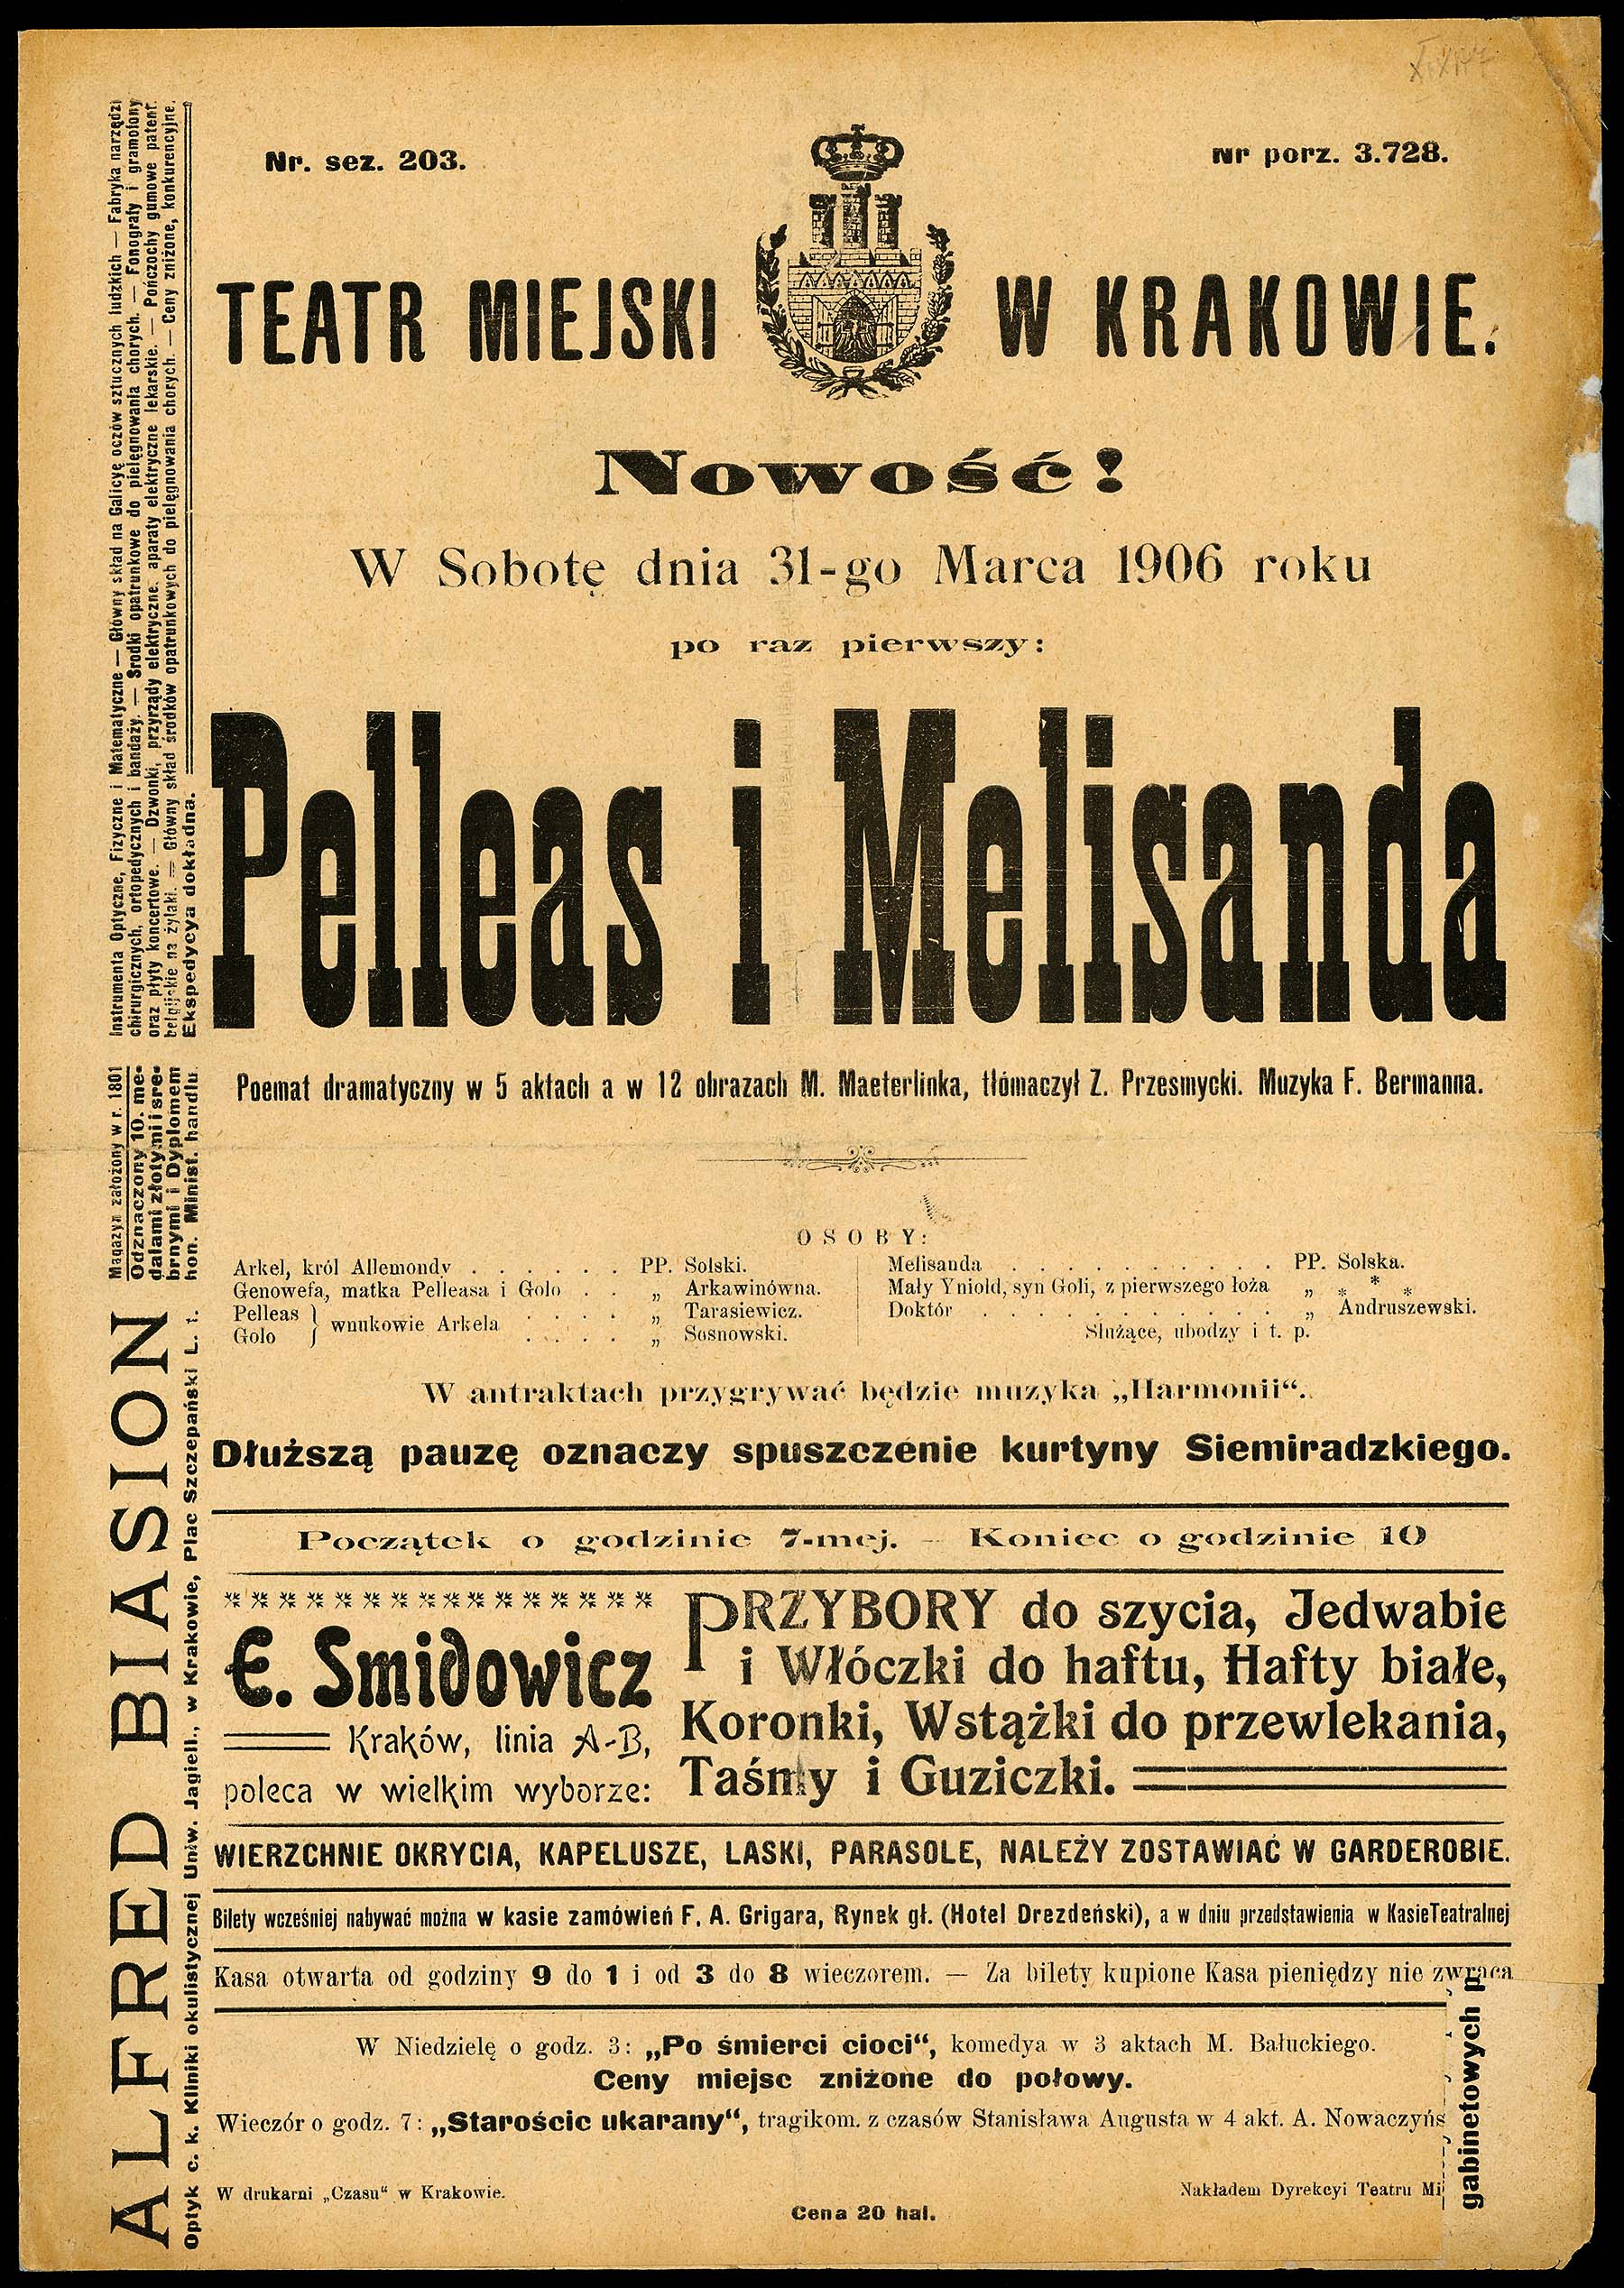 Nr. sez. 203.
Nr porz. 3.728.
TEATR MIEJSKI W KRAKOWIE.
Nowość!
W Sobotę dnia 31-go Marca 1906 roku
po raz pierwszy:
Pelleas i Melisanda
Poemat dramatyczny w 5 aktach a w 12 obrazach M. Maeterlinka, tłómaczył Z. Przesmycki. Muzyka F. Bermanna.
OSOBY:
Arkel, król Allemondy . . . . . . PP. Solski.
Genowefa, matka Pelleasa i Golo . . „ Arkawinówna.
Pelleas } wnukowie Arkela . . . . „ Tarasiewicz.
Golo . . . . „ Sosnowski.
Melisanda . . . . . . . . . . . PP. Solska.
Mały Yniold, syn Goli, z pierwszego łoża „ * * *
Doktór . . . . . . . . . . . „ Andruszewski.
Służące, ubodzy i t. p.
W antraktach przygrywać będzie muzyka „Harmonii“.
Dłuższą pauzę oznaczy spuszczenie kurtyny Siemiradzkiego.
Początek o godzinie 7-mej. – Koniec o godzinie 10
E. Smidowicz
Kraków, linia A-B,
poleca w wielkim wyborze:
PRZYBORY do szycia, Jedwabie
i Włóczki do haftu, Hafty białe,
Koronki, Wstążki do przewlekania,
Taśmy i Guziczki.
WIERZCHNIE OKRYCIA, KAPELUSZE, LASKI, PARASOLE, NALEŻY ZOSTAWIAĆ W GARDEROBIE.
Bilety wcześniej nabywać można w kasie zamówień F. A. Grigara, Rynek gł. (Hotel Drezdeński), a w dniu przedstawienia w Kasie Teatralnej
Kasa otwarta od godziny 9 do 1 i od 3 do 8 wieczorem. — Za bilety kupione Kasa pieniędzy nie zwraca
W Niedzielę o godz. 3: „Po śmierci cioci“, komedya w 3 aktach M. Bałuckiego.
Ceny miejsc zniżone do połowy.
Wieczór o godz. 7: „Starościc ukarany“, tragikom. z czasów Stanisława Augusta w 4 akt. A. Nowaczyńs
W drukarni „Czasu“ w Krakowie.
Nakładem Dyrekcyi Teatru Mi
Cena 20 hal.
gabinetowych p
ALFRED BIASION
Optyk c. k. Kliniki okulistycznej Uniw. Jagiell., w Krakowie, Plac Szczepański L. 1.
Magazyn założony w r. 1801
Odznaczony 10. me-
dalami złotymi i sre-
brnymi i Dyplomem
hon. Minist. handlu.
Instrumenta Optyczne, Fizyczne i Matematyczne — Główny skład na Galicyę oczów sztucznych ludzkich — Fabryka narzędzi
chirurgicznych, ortopedycznych i bandaży. — Środki opatrunkowe do pielęgnowania chorych. — Fonografy i gramofony
oraz płyty koncertowe. — Dzwonki, przyrządy elektryczne. aparaty elektryczne lekarskie. — Pończochy gumowe patent.
belgijskie na żylaki. = Główny skład środków opatrunkowych do pielęgnowania chorych. — Ceny zniżone, konkurencyjne.
Ekspedycya dokładna.